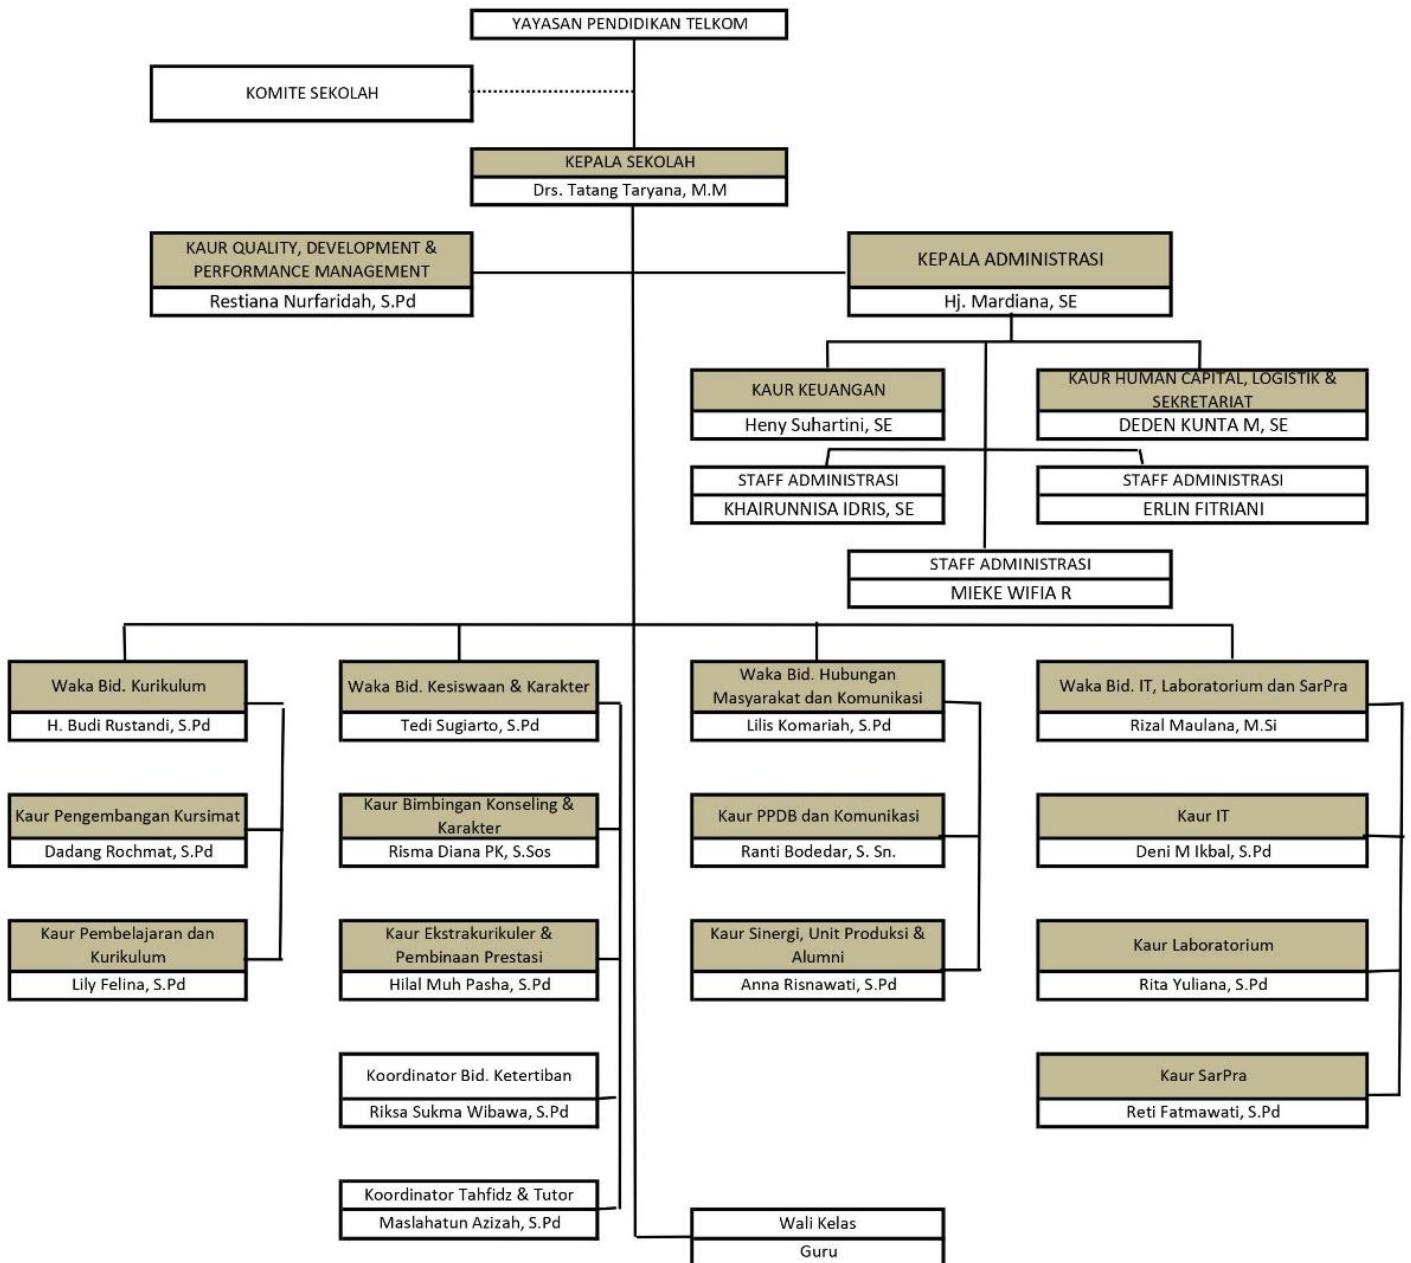 YAYASAN PENDIDIKAN TELKOM
KOMITE SEKOLAH
KEPALA SEKOLAH
Drs. Tatang Taryana, M.M
KAUR QUALITY, DEVELOPMENT &
PERFORMANCE MANAGEMENT
Restiana Nurfaridah, S.Pd
KEPALA ADMINISTRASI
Hj. Mardiana, SE
KAUR KEUANGAN
Heny Suhartini, SE
KAUR HUMAN CAPITAL, LOGISTIK &
SEKRETARIAT
DEDEN KUNTA M, SE
STAFF ADMINISTRASI
KHAIRUNNISA IDRIS, SE
STAFF ADMINISTRASI
ERLIN FITRIANI
STAFF ADMINISTRASI
MIEKE WIFIA R
Waka Bid. Kurikulum
H. Budi Rustandi, S.Pd
Waka Bid. Kesiswaan & Karakter
Tedi Sugiarto, S.Pd
Waka Bid. Hubungan
Masyarakat dan Komunikasi
Lilis Komariah, S.Pd
Waka Bid. IT, Laboratorium dan SarPra
Rizal Maulana, M.Si
Kaur Pengembangan Kursimat
Dadang Rochmat, S.Pd
Kaur Bimbingan Konseling &
Karakter
Risma Diana PK, S.Sos
Kaur PPDB dan Komunikasi
Ranti Bodedar, S. Sn.
Kaur IT
Deni M Ikbal, S.Pd
Kaur Pembelajaran dan
Kurikulum
Lily Felina, S.Pd
Kaur Ekstrakurikuler &
Pembinaan Prestasi
Hilal Muh Pasha, S.Pd
Kaur Sinergi, Unit Produksi &
Alumni
Anna Risnawati, S.Pd
Kaur Laboratorium
Rita Yuliana, S.Pd
Koordinator Bid. Ketertiban
Riksa Sukma Wibawa, S.Pd
Kaur SarPra
Reti Fatmawati, S.Pd
Koordinator Tahfidz & Tutor
Maslahatun Azizah, S.Pd
Wali Kelas
Guru